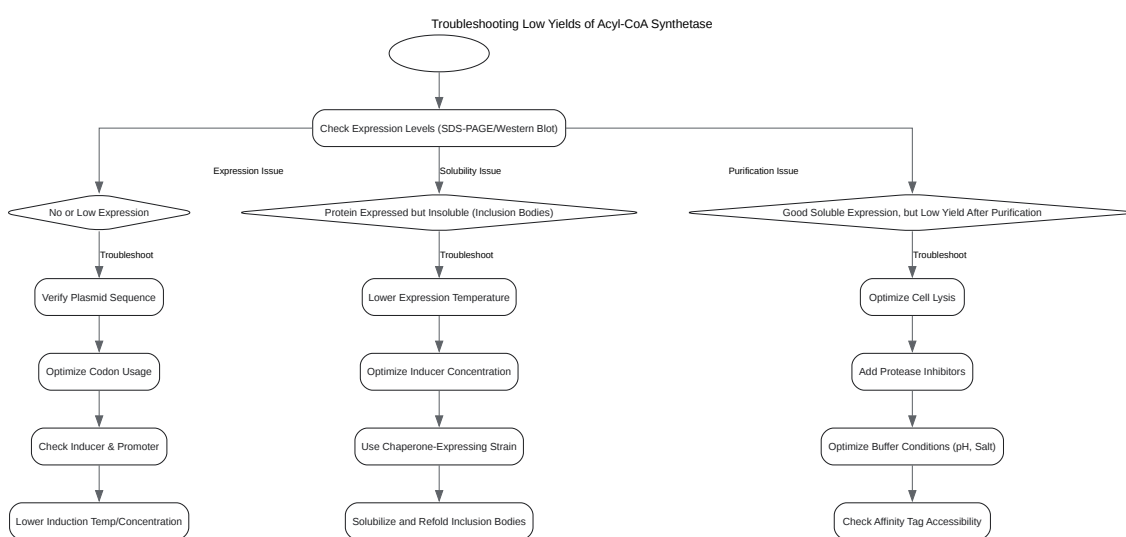 Troubleshooting Low Yields of Acyl-CoA Synthetase
Check Expression Levels (SDS-PAGE/Western Blot)
Expression Issue
Solubility Issue
Purification Issue
No or Low Expression
Protein Expressed but Insoluble (Inclusion Bodies)
Good Soluble Expression, but Low Yield After Purification
Troubleshoot
Troubleshoot
Troubleshoot
Verify Plasmid Sequence
Lower Expression Temperature
Optimize Cell Lysis
Optimize Codon Usage
Optimize Inducer Concentration
Add Protease Inhibitors
Check Inducer & Promoter
Use Chaperone-Expressing Strain
Optimize Buffer Conditions (pH, Salt)
Lower Induction Temp/Concentration
Solubilize and Refold Inclusion Bodies
Check Affinity Tag Accessibility